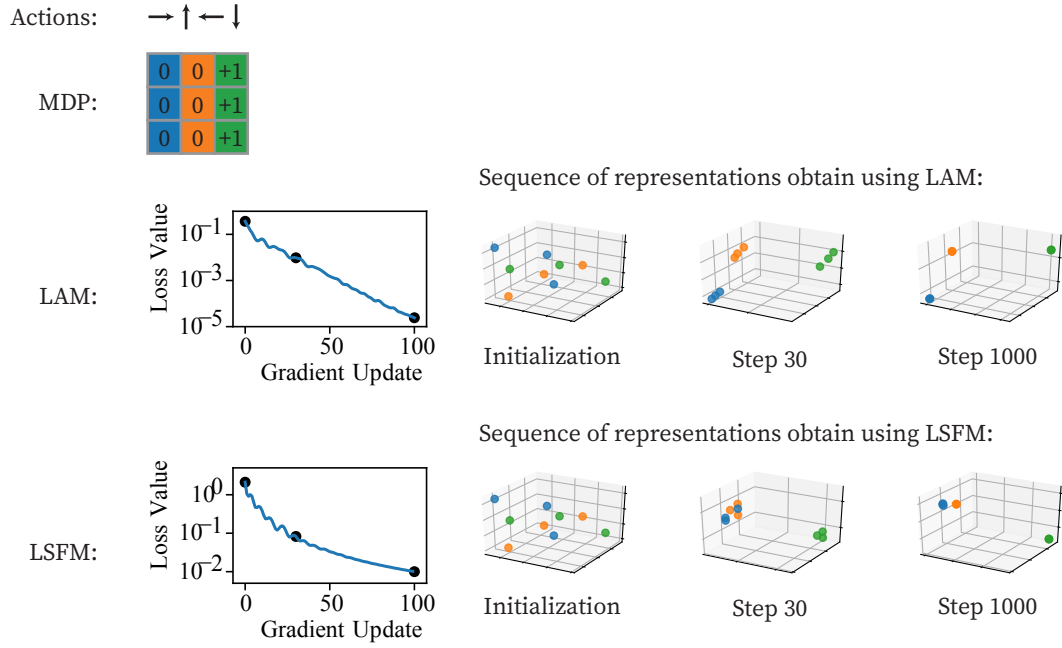 Actions: → ↑ ← ↓
MDP:
0 0 +1
0 0 +1
0 0 +1
Sequence of representations obtain using LAM:
LAM:
Loss Value
10⁻¹
10⁻³
10⁻⁵
0 50 100
Gradient Update
Initialization
Step 30
Step 1000
Sequence of representations obtain using LSFM:
LSFM:
Loss Value
10⁰
10⁻¹
10⁻²
0 50 100
Gradient Update
Initialization
Step 30
Step 1000